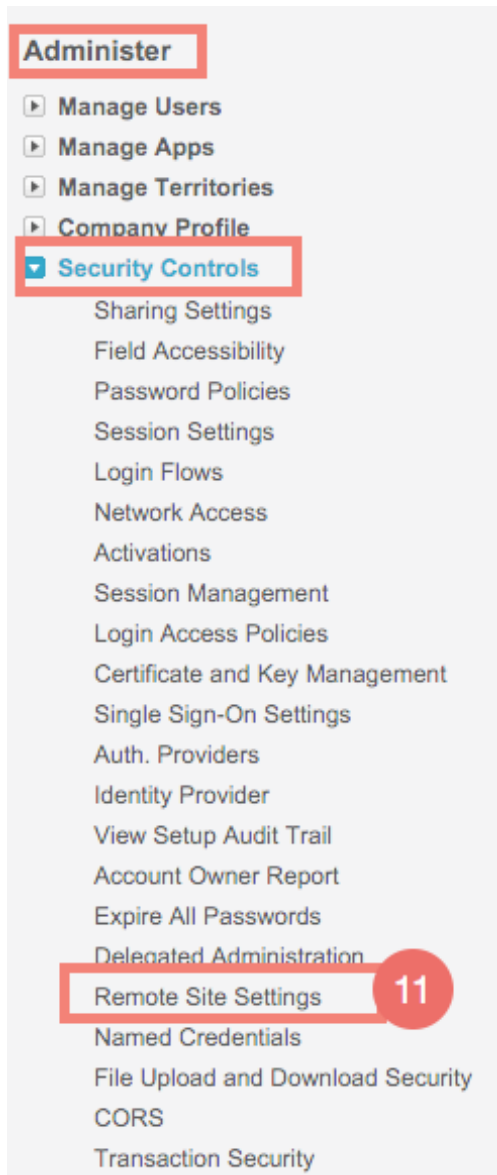 Administer
Manage Users
Manage Apps
Manage Territories
Company Profile
Security Controls
Sharing Settings
Field Accessibility
Password Policies
Session Settings
Login Flows
Network Access
Activations
Session Management
Login Access Policies
Certificate and Key Management
Single Sign-On Settings
Auth. Providers
Identity Provider
View Setup Audit Trail
Account Owner Report
Expire All Passwords
Delegated Administration
Remote Site Settings 11
Named Credentials
File Upload and Download Security
CORS
Transaction Security